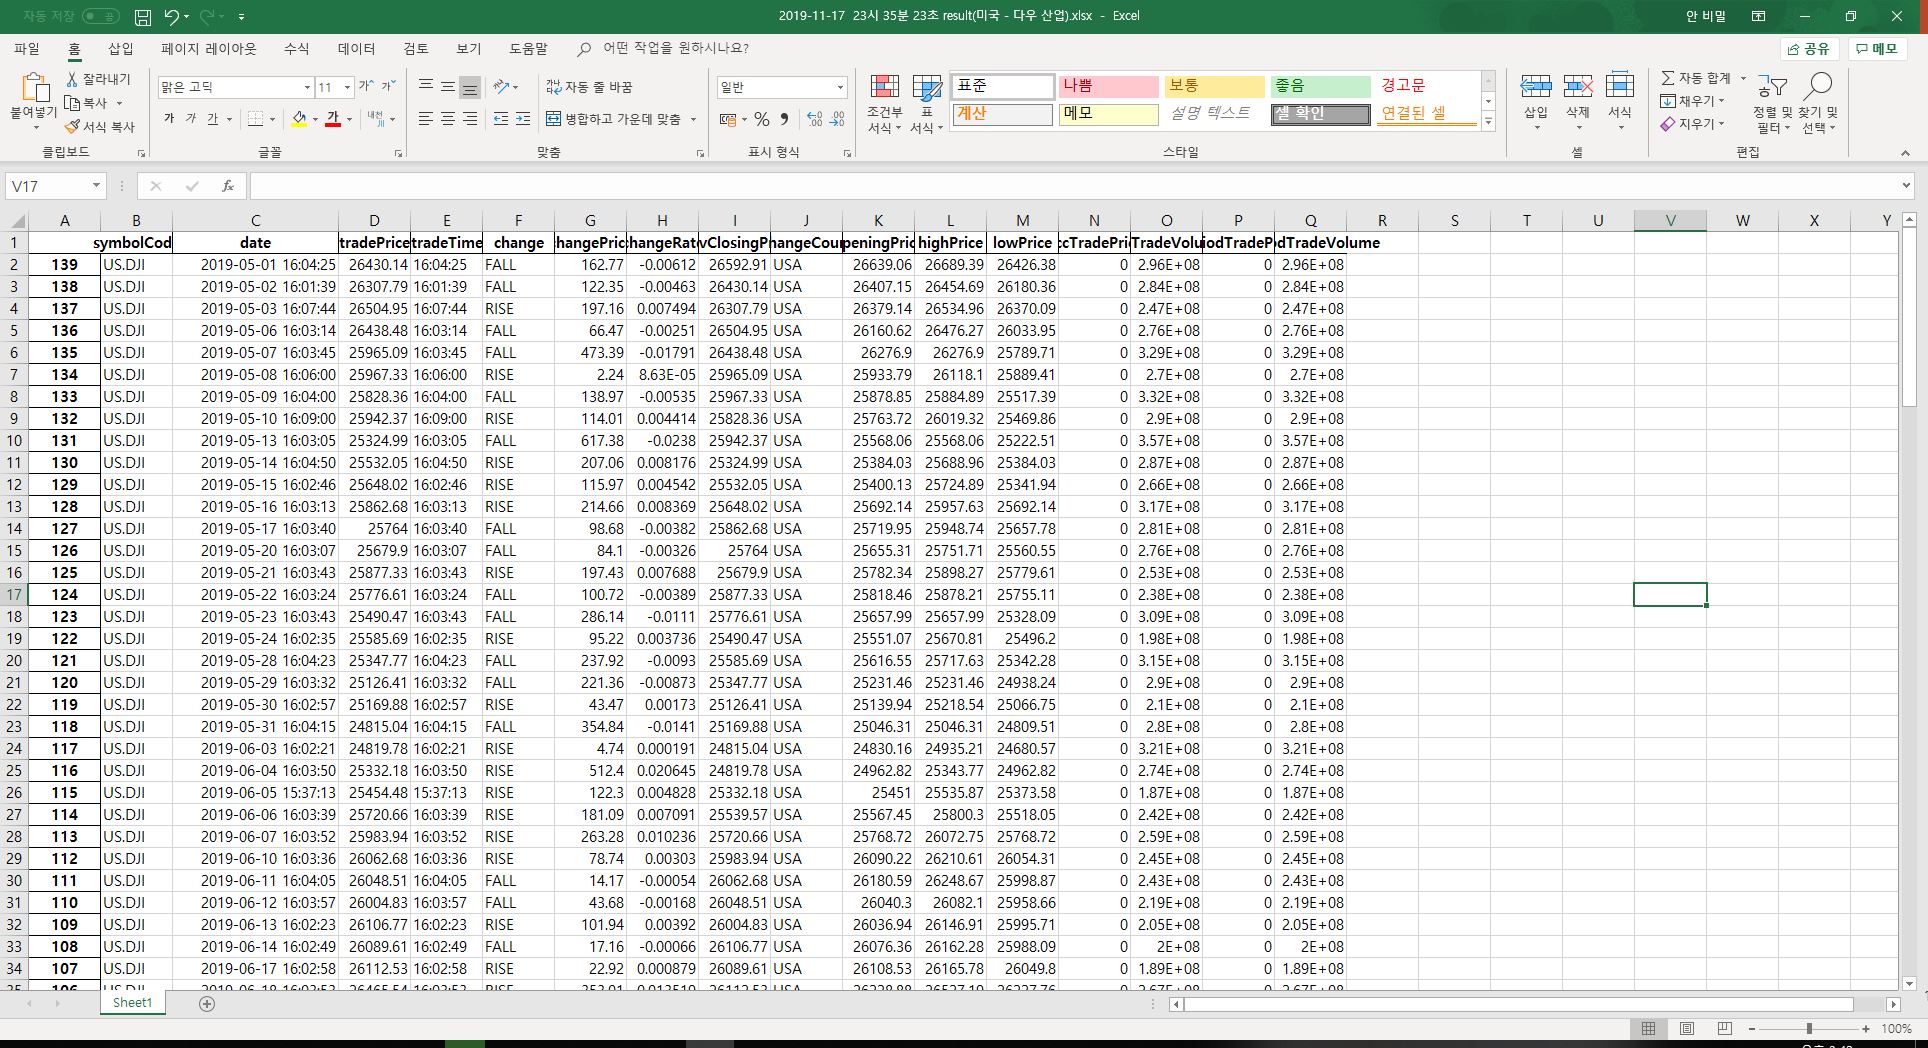 자동 저장 끔 2019-11-17 23시 35분 23초 result(미국 - 다우 산업).xlsx - Excel 안 비밀
파일 홈 삽입 페이지 레이아웃 수식 데이터 검토 보기 도움말 어떤 작업을 원하시나요? 공유 메모
붙여넣기 잘라내기 복사 서식 복사 클립보드
맑은 고딕 11 가 가 가 가 가 가 내천 글꼴
자동 줄 바꿈 병합하고 가운데 맞춤 맞춤
일반 % 표시 형식
조건부 서식 표 서식 표준 나쁨 보통 좋음 경고문
계산 메모 설명 텍스트 셀 확인 연결된 셀 스타일
삽입 삭제 서식 셀
자동 합계 채우기 지우기 정렬 및 필터 찾기 및 선택 편집
V17 fx
A B C D E F G H I J K L M N O P Q R S T U V W X Y
1 symbolCod date tradePrice tradeTime change hangePric hangeRat vClosingP angeCou peningPric highPrice lowPrice ccTradePri TradeVolu iodTradeP dTradeVolume
2 139 US.DJI 2019-05-01 16:04:25 26430.14 16:04:25 FALL 162.77 -0.00612 26592.91 USA 26639.06 26689.39 26426.38 0 2.96E+08 0 2.96E+08
3 138 US.DJI 2019-05-02 16:01:39 26307.79 16:01:39 FALL 122.35 -0.00463 26430.14 USA 26407.15 26454.69 26180.36 0 2.84E+08 0 2.84E+08
4 137 US.DJI 2019-05-03 16:07:44 26504.95 16:07:44 RISE 197.16 0.007494 26307.79 USA 26379.14 26534.96 26370.09 0 2.47E+08 0 2.47E+08
5 136 US.DJI 2019-05-06 16:03:14 26438.48 16:03:14 FALL 66.47 -0.00251 26504.95 USA 26160.62 26476.27 26033.95 0 2.76E+08 0 2.76E+08
6 135 US.DJI 2019-05-07 16:03:45 25965.09 16:03:45 FALL 473.39 -0.01791 26438.48 USA 26276.9 26276.9 25789.71 0 3.29E+08 0 3.29E+08
7 134 US.DJI 2019-05-08 16:06:00 25967.33 16:06:00 RISE 2.24 8.63E-05 25965.09 USA 25933.79 26118.1 25889.41 0 2.7E+08 0 2.7E+08
8 133 US.DJI 2019-05-09 16:04:00 25828.36 16:04:00 FALL 138.97 -0.00535 25967.33 USA 25878.85 25884.89 25517.39 0 3.32E+08 0 3.32E+08
9 132 US.DJI 2019-05-10 16:09:00 25942.37 16:09:00 RISE 114.01 0.004414 25828.36 USA 25763.72 26019.32 25469.86 0 2.9E+08 0 2.9E+08
10 131 US.DJI 2019-05-13 16:03:05 25324.99 16:03:05 FALL 617.38 -0.0238 25942.37 USA 25568.06 25568.06 25222.51 0 3.57E+08 0 3.57E+08
11 130 US.DJI 2019-05-14 16:04:50 25532.05 16:04:50 RISE 207.06 0.008176 25324.99 USA 25384.03 25688.96 25384.03 0 2.87E+08 0 2.87E+08
12 129 US.DJI 2019-05-15 16:02:46 25648.02 16:02:46 RISE 115.97 0.004542 25532.05 USA 25400.13 25724.89 25341.94 0 2.66E+08 0 2.66E+08
13 128 US.DJI 2019-05-16 16:03:13 25862.68 16:03:13 RISE 214.66 0.008369 25648.02 USA 25692.14 25957.63 25692.14 0 3.17E+08 0 3.17E+08
14 127 US.DJI 2019-05-17 16:03:40 25764 16:03:40 FALL 98.68 -0.00382 25862.68 USA 25719.95 25948.74 25657.78 0 2.81E+08 0 2.81E+08
15 126 US.DJI 2019-05-20 16:03:07 25679.9 16:03:07 FALL 84.1 -0.00326 25764 USA 25655.31 25751.71 25560.55 0 2.76E+08 0 2.76E+08
16 125 US.DJI 2019-05-21 16:03:43 25877.33 16:03:43 RISE 197.43 0.007688 25679.9 USA 25782.34 25898.27 25779.61 0 2.53E+08 0 2.53E+08
17 124 US.DJI 2019-05-22 16:03:24 25776.61 16:03:24 FALL 100.72 -0.00389 25877.33 USA 25818.46 25878.21 25755.11 0 2.38E+08 0 2.38E+08
18 123 US.DJI 2019-05-23 16:03:43 25490.47 16:03:43 FALL 286.14 -0.0111 25776.61 USA 25657.99 25657.99 25328.09 0 3.09E+08 0 3.09E+08
19 122 US.DJI 2019-05-24 16:02:35 25585.69 16:02:35 RISE 95.22 0.003736 25490.47 USA 25551.07 25670.81 25496.2 0 1.98E+08 0 1.98E+08
20 121 US.DJI 2019-05-28 16:04:23 25347.77 16:04:23 FALL 237.92 -0.0093 25585.69 USA 25616.55 25717.63 25342.28 0 3.15E+08 0 3.15E+08
21 120 US.DJI 2019-05-29 16:03:32 25126.41 16:03:32 FALL 221.36 -0.00873 25347.77 USA 25231.46 25231.46 24938.24 0 2.9E+08 0 2.9E+08
22 119 US.DJI 2019-05-30 16:02:57 25169.88 16:02:57 RISE 43.47 0.00173 25126.41 USA 25139.94 25218.54 25066.75 0 2.1E+08 0 2.1E+08
23 118 US.DJI 2019-05-31 16:04:15 24815.04 16:04:15 FALL 354.84 -0.0141 25169.88 USA 25046.31 25046.31 24809.51 0 2.8E+08 0 2.8E+08
24 117 US.DJI 2019-06-03 16:02:21 24819.78 16:02:21 RISE 4.74 0.000191 24815.04 USA 24830.16 24935.21 24680.57 0 3.21E+08 0 3.21E+08
25 116 US.DJI 2019-06-04 16:03:50 25332.18 16:03:50 RISE 512.4 0.020645 24819.78 USA 24962.82 25343.77 24962.82 0 2.74E+08 0 2.74E+08
26 115 US.DJI 2019-06-05 15:37:13 25454.48 15:37:13 RISE 122.3 0.004828 25332.18 USA 25451 25535.87 25373.58 0 1.87E+08 0 1.87E+08
27 114 US.DJI 2019-06-06 16:03:39 25720.66 16:03:39 RISE 181.09 0.007091 25539.57 USA 25567.45 25800.3 25518.05 0 2.42E+08 0 2.42E+08
28 113 US.DJI 2019-06-07 16:03:52 25983.94 16:03:52 RISE 263.28 0.010236 25720.66 USA 25768.72 26072.75 25768.72 0 2.59E+08 0 2.59E+08
29 112 US.DJI 2019-06-10 16:03:36 26062.68 16:03:36 RISE 78.74 0.00303 25983.94 USA 26090.22 26210.61 26054.31 0 2.45E+08 0 2.45E+08
30 111 US.DJI 2019-06-11 16:04:05 26048.51 16:04:05 FALL 14.17 -0.00054 26062.68 USA 26180.59 26248.67 25998.87 0 2.43E+08 0 2.43E+08
31 110 US.DJI 2019-06-12 16:03:57 26004.83 16:03:57 FALL 43.68 -0.00168 26048.51 USA 26040.3 26082.1 25958.66 0 2.19E+08 0 2.19E+08
32 109 US.DJI 2019-06-13 16:02:23 26106.77 16:02:23 RISE 101.94 0.00392 26004.83 USA 26036.94 26146.91 25995.71 0 2.05E+08 0 2.05E+08
33 108 US.DJI 2019-06-14 16:02:49 26089.61 16:02:49 FALL 17.16 -0.00066 26106.77 USA 26076.36 26162.28 25988.09 0 2E+08 0 2E+08
34 107 US.DJI 2019-06-17 16:02:58 26112.53 16:02:58 RISE 22.92 0.000879 26089.61 USA 26108.53 26165.78 26049.8 0 1.89E+08 0 1.89E+08
Sheet1
100%